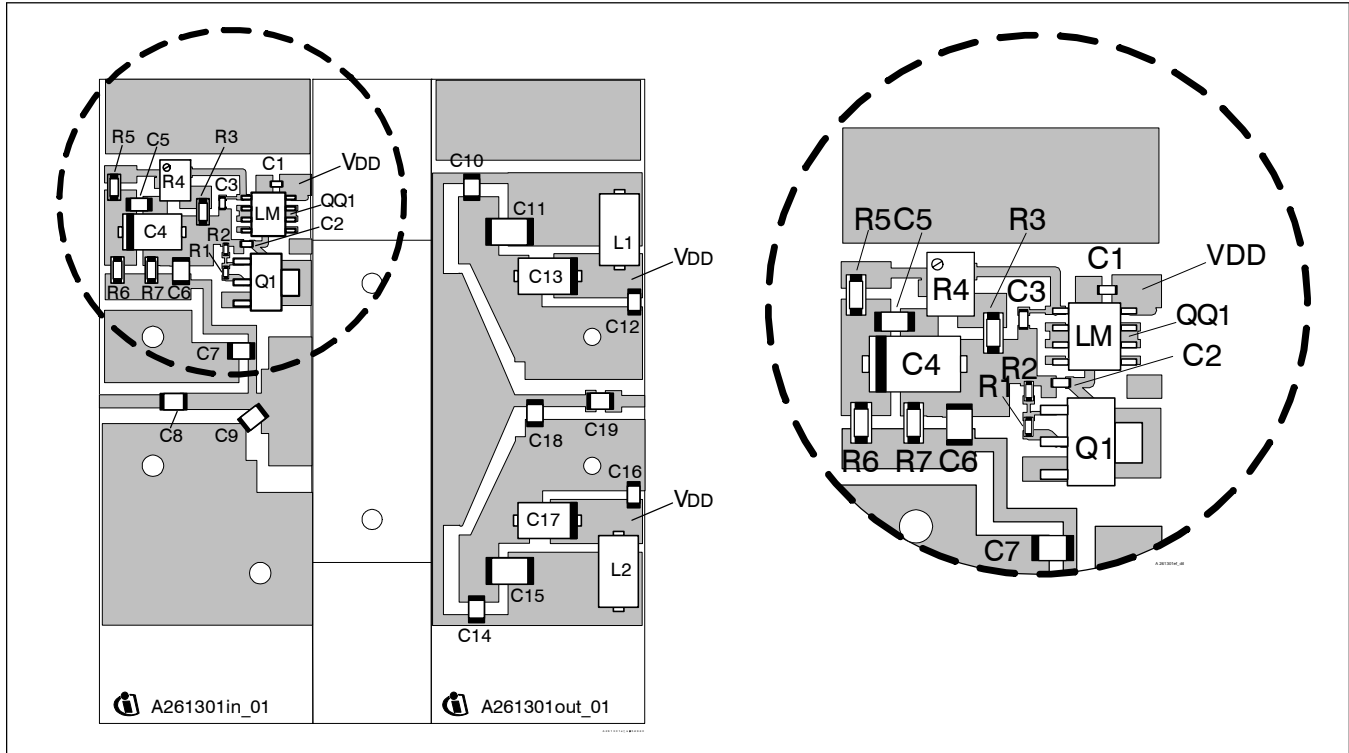 R5
C5
R3
R4
C3
C1
VDD
LM
QQ1
C2
C4
R2
R1
Q1
R6
R7
C6
C7
C8
C9
A261301in_01
C10
C11
L1
C13
VDD
C12
C18
C19
C16
C17
VDD
C15
L2
C14
A261301out_01
R5
C5
R3
R4
C3
C1
VDD
LM
QQ1
C2
C4
R2
R1
Q1
R6
R7
C6
C7